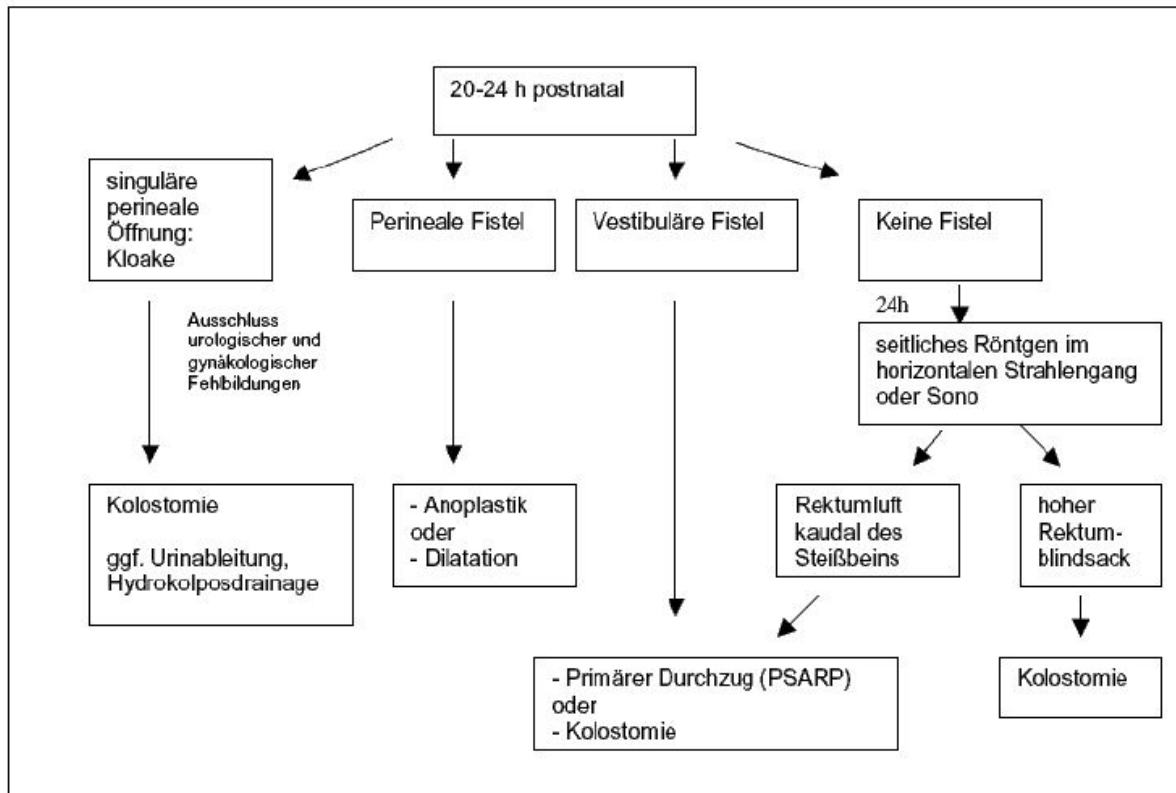 20-24 h postnatal
singuläre
perineale
Öffnung:
Kloake
Perineale Fistel
Vestibuläre Fistel
Keine Fistel
Ausschluss
urologischer und
gynäkologischer
Fehlbildungen
24h
seitliches Röntgen im
horizontalen Strahlengang
oder Sono
Kolostomie
ggf. Urinableitung,
Hydrokolposdrainage
- Anoplastik
oder
- Dilatation
Rektumluft
kaudal des
Steißbeins
hoher
Rektum-
blindsack
- Primärer Durchzug (PSARP)
oder
- Kolostomie
Kolostomie